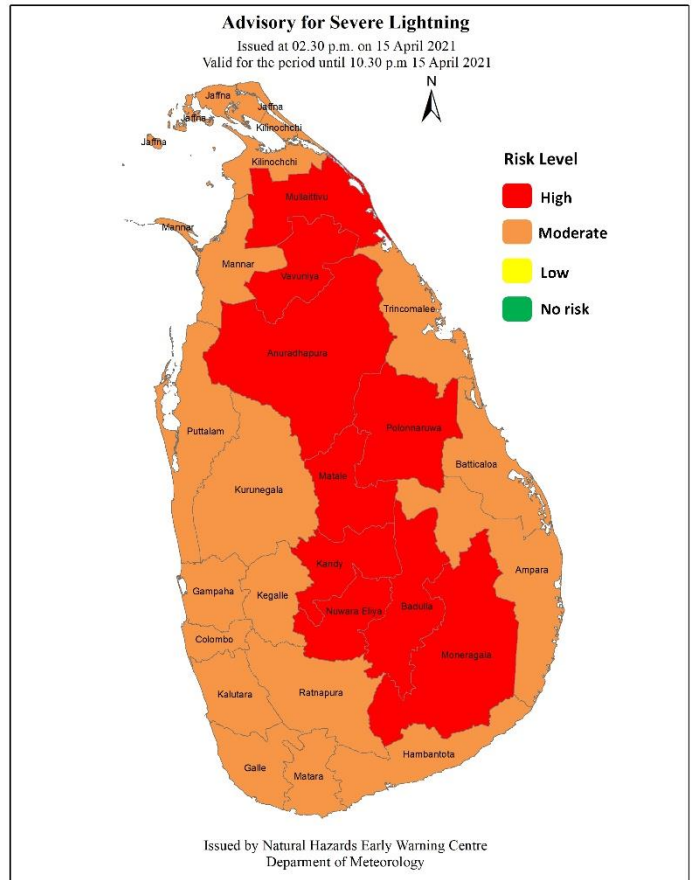 Advisory for Severe Lightning
Issued at 02.30 p.m. on 15 April 2021
Valid for the period until 10.30 p.m 15 April 2021
N
Jaffna
Jaffna
Jaffna
Kilinochchi
Jaffna
Kilinochchi
Risk Level
High
Moderate
Low
No risk
Mullaitivu
Mannar
Mannar
Vavuniya
Trincomalee
Anuradhapura
Polonnaruwa
Puttalam
Batticaloa
Matale
Kurunegala
Kandy
Ampara
Gampaha
Kegalle
Nuwara Eliya
Badulla
Colombo
Moneragala
Kalutara
Ratnapura
Hambantota
Galle
Matara
Issued by Natural Hazards Early Warning Centre
Deparment of Meteorology